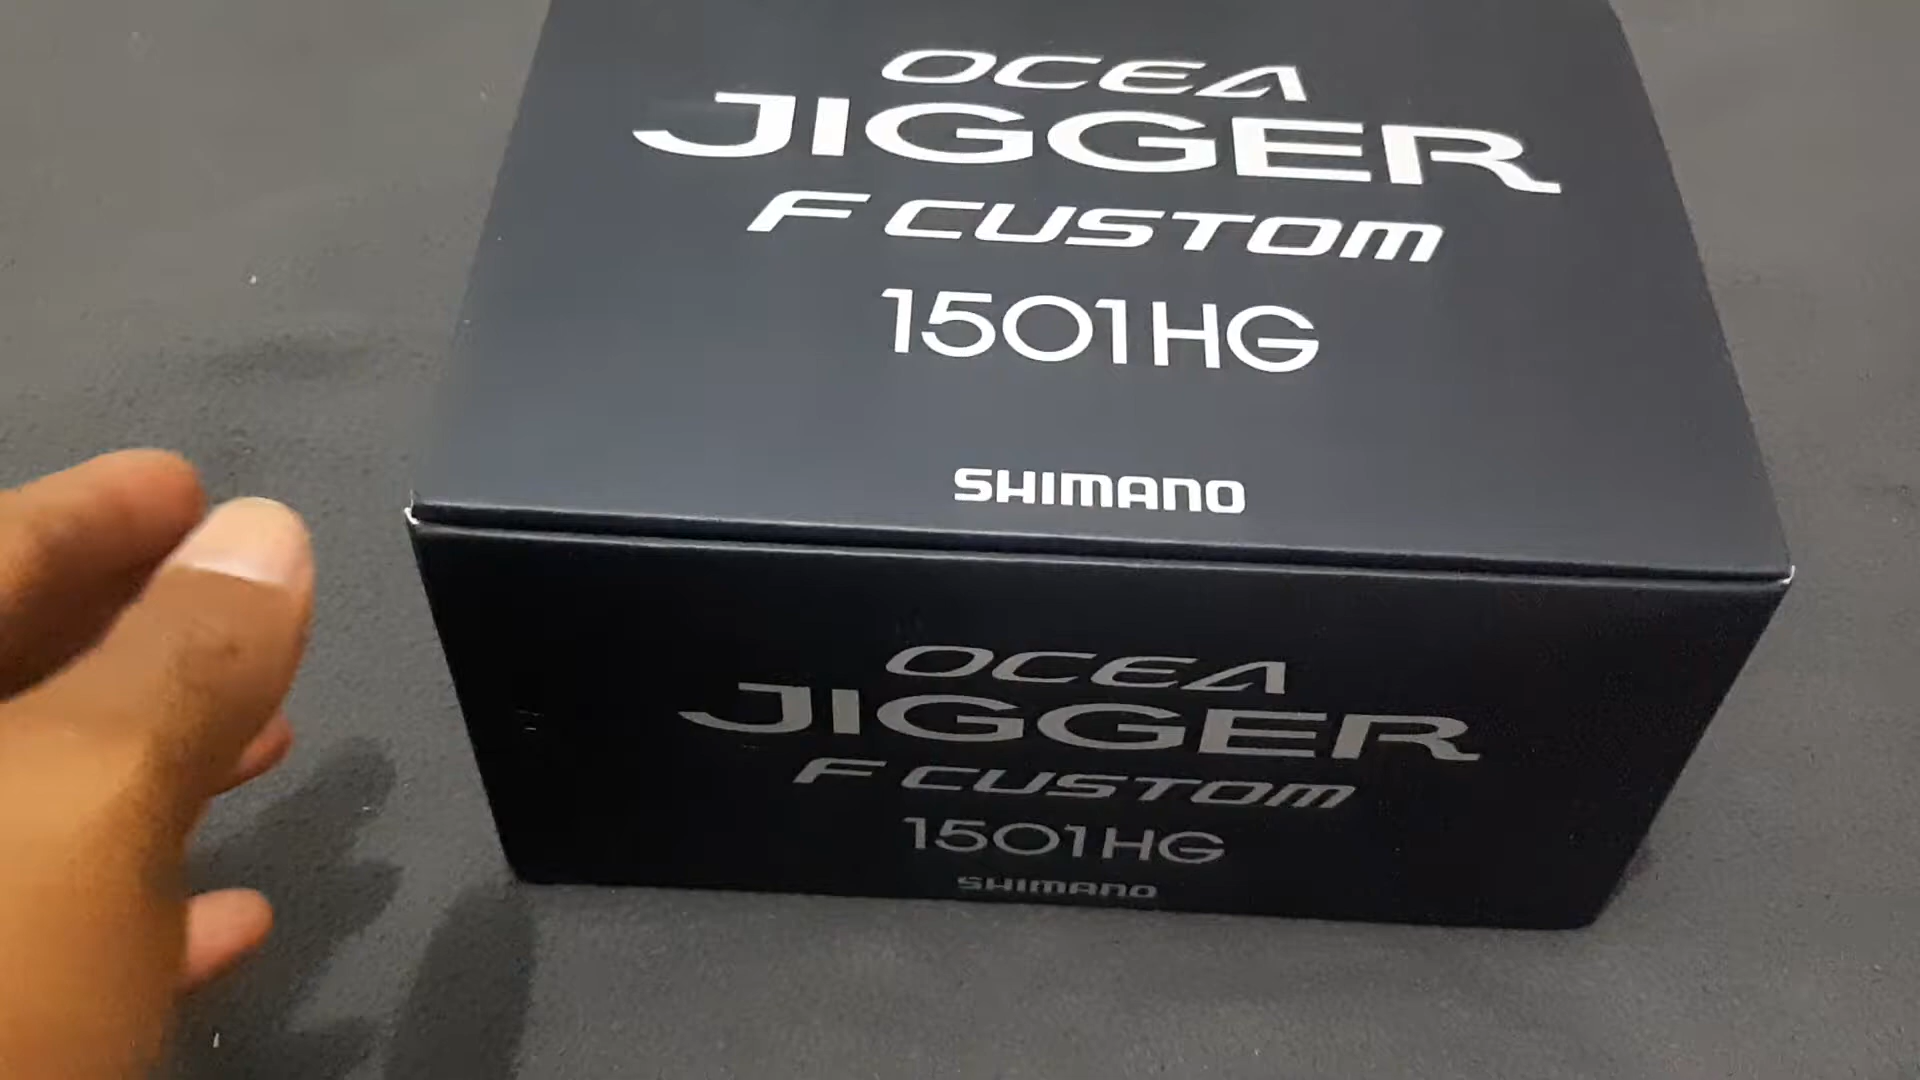 OCEA
JIGGER
F CUSTOM
1501HG
SHIMANO
OCEA
JIGGER
F CUSTOM
1501HG
SHIMANO